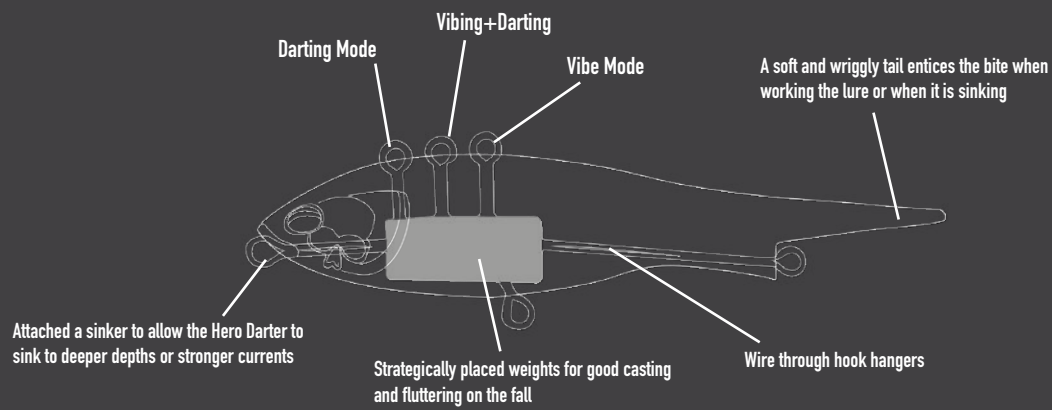 Vibing+Darting
Darting Mode
Vibe Mode
A soft and wriggly tail entices the bite when
working the lure or when it is sinking
Attached a sinker to allow the Hero Darter to
sink to deeper depths or stronger currents
Strategically placed weights for good casting
and fluttering on the fall
Wire through hook hangers